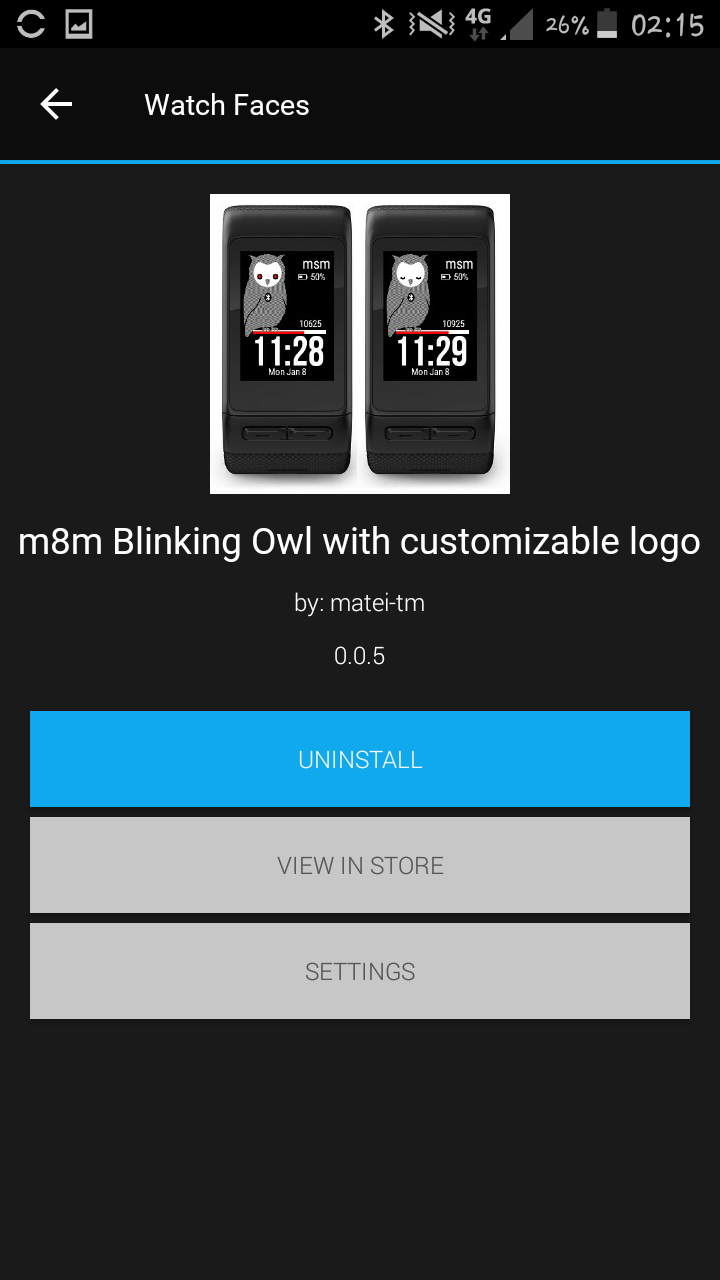 4G 26% 02:15
Watch Faces
msm
50%
10625
11:28
Mon Jan 8
msm
50%
10925
11:29
Mon Jan 8
m8m Blinking Owl with customizable logo
by: matei-tm
0.0.5
UNINSTALL
VIEW IN STORE
SETTINGS